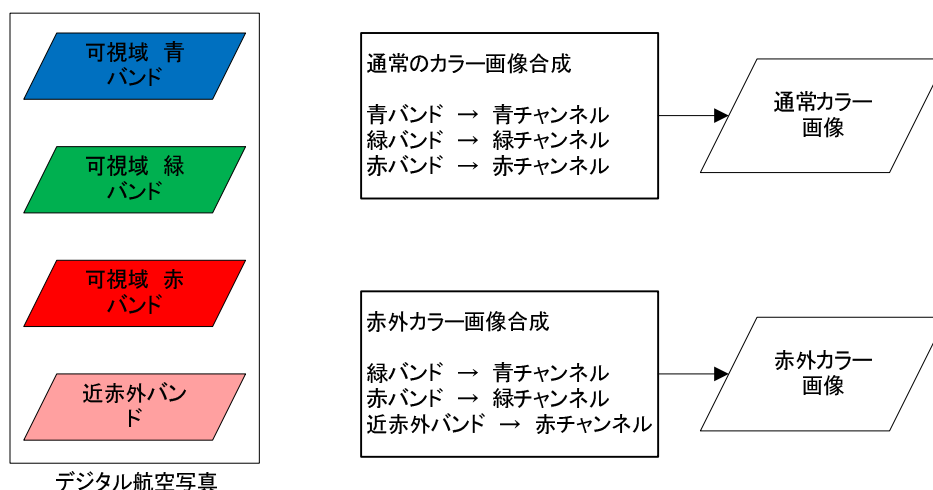 可視域 青
バンド
可視域 緑
バンド
可視域 赤
バンド
近赤外バン
ド
デジタル航空写真
通常のカラー画像合成
青バンド → 青チャンネル
緑バンド → 緑チャンネル
赤バンド → 赤チャンネル
通常カラー
画像
赤外カラー画像合成
緑バンド → 青チャンネル
赤バンド → 緑チャンネル
近赤外バンド → 赤チャンネル
赤外カラー
画像